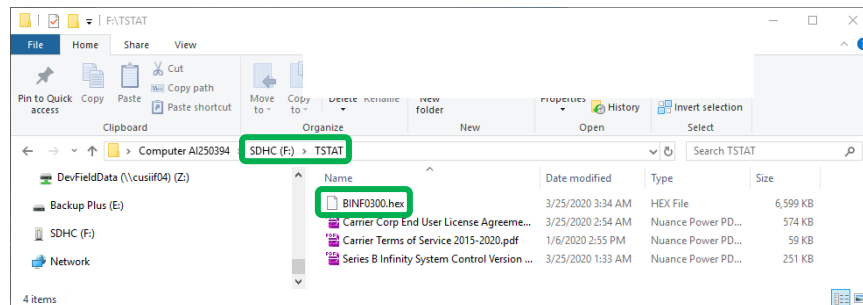 F:\TSTAT
File Home Share View
Pin to Quick access
Copy
Paste
Cut
Copy path
Paste shortcut
Clipboard
Move to
Copy to
Delete
Rename
Organize
New folder
New
Properties
History
Open
Invert selection
Select
Computer AI250394 SDHC (F:) › TSTAT
Search TSTAT
DevFieldData (\\cusiif04) (Z:)
Backup Plus (E:)
SDHC (F:)
Network
Name Date modified Type Size
BINF0300.hex 3/25/2020 3:34 AM HEX File 6,599 KB
Carrier Corp End User License Agreeme... 3/25/2020 2:54 AM Nuance Power PD... 574 KB
Carrier Terms of Service 2015-2020.pdf 1/6/2020 2:55 PM Nuance Power PD... 59 KB
Series B Infinity System Control Version ... 3/25/2020 1:33 AM Nuance Power PD... 251 KB
4 items